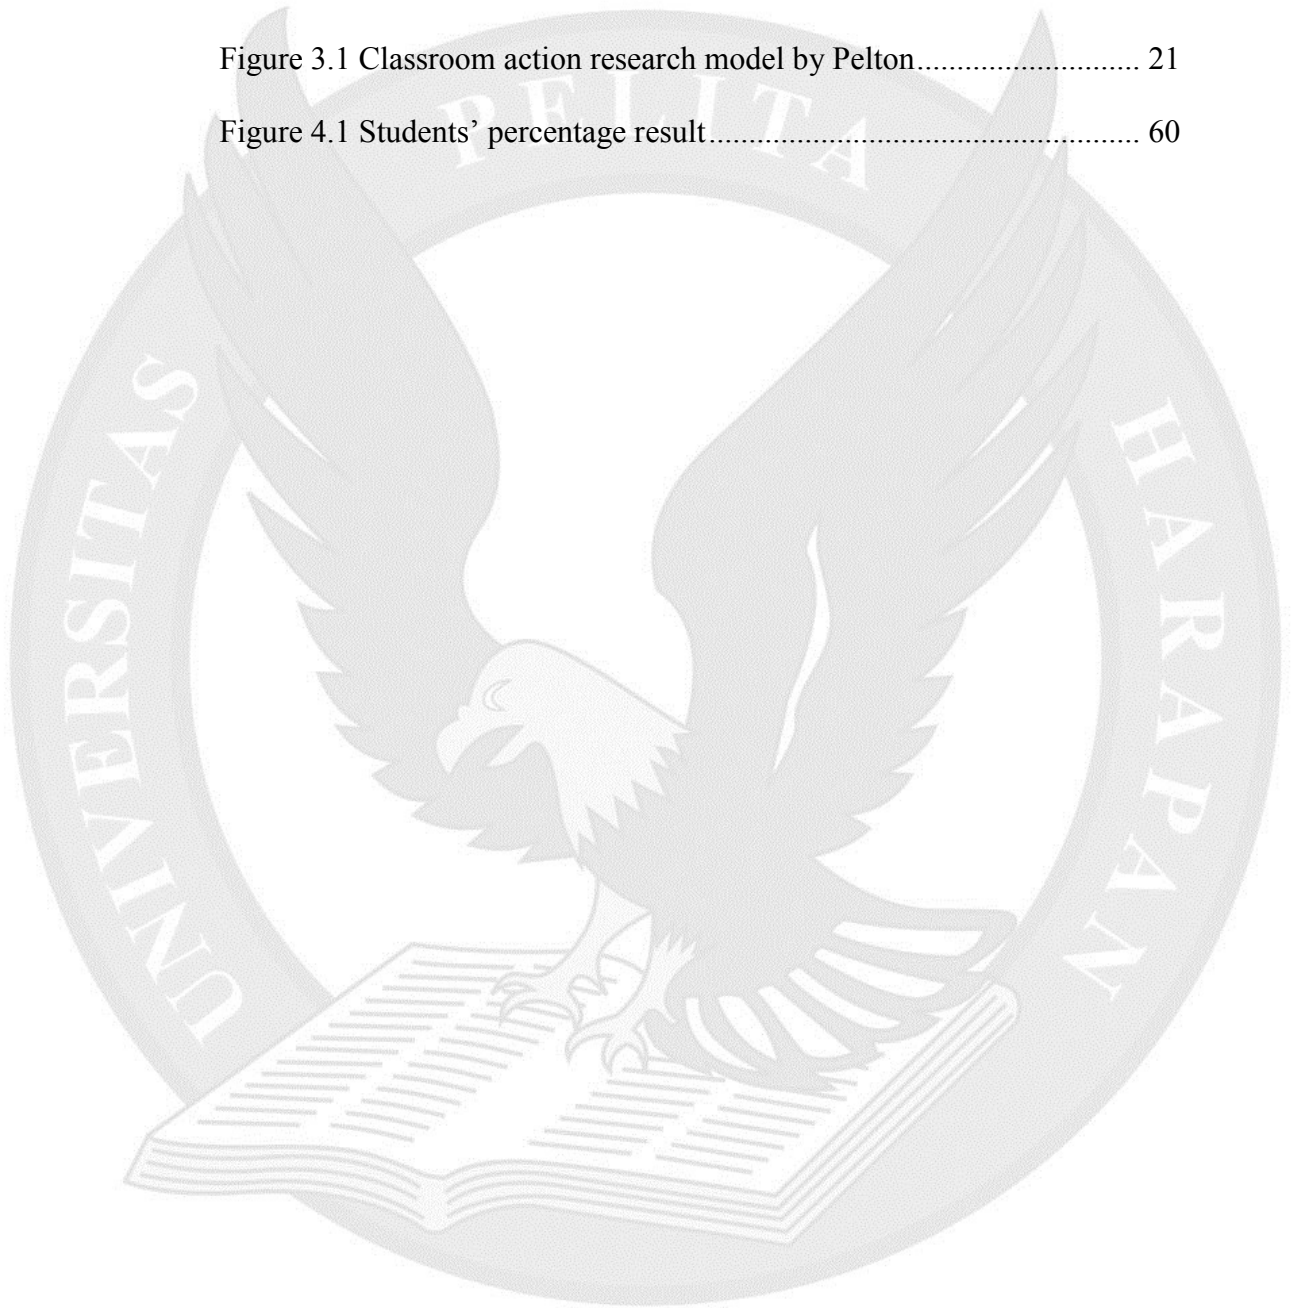 Figure 3.1 Classroom action research model by Pelton............................ 21
Figure 4.1 Students’ percentage result...................................................... 60
UNIVERSITAS PELITA HARAPAN